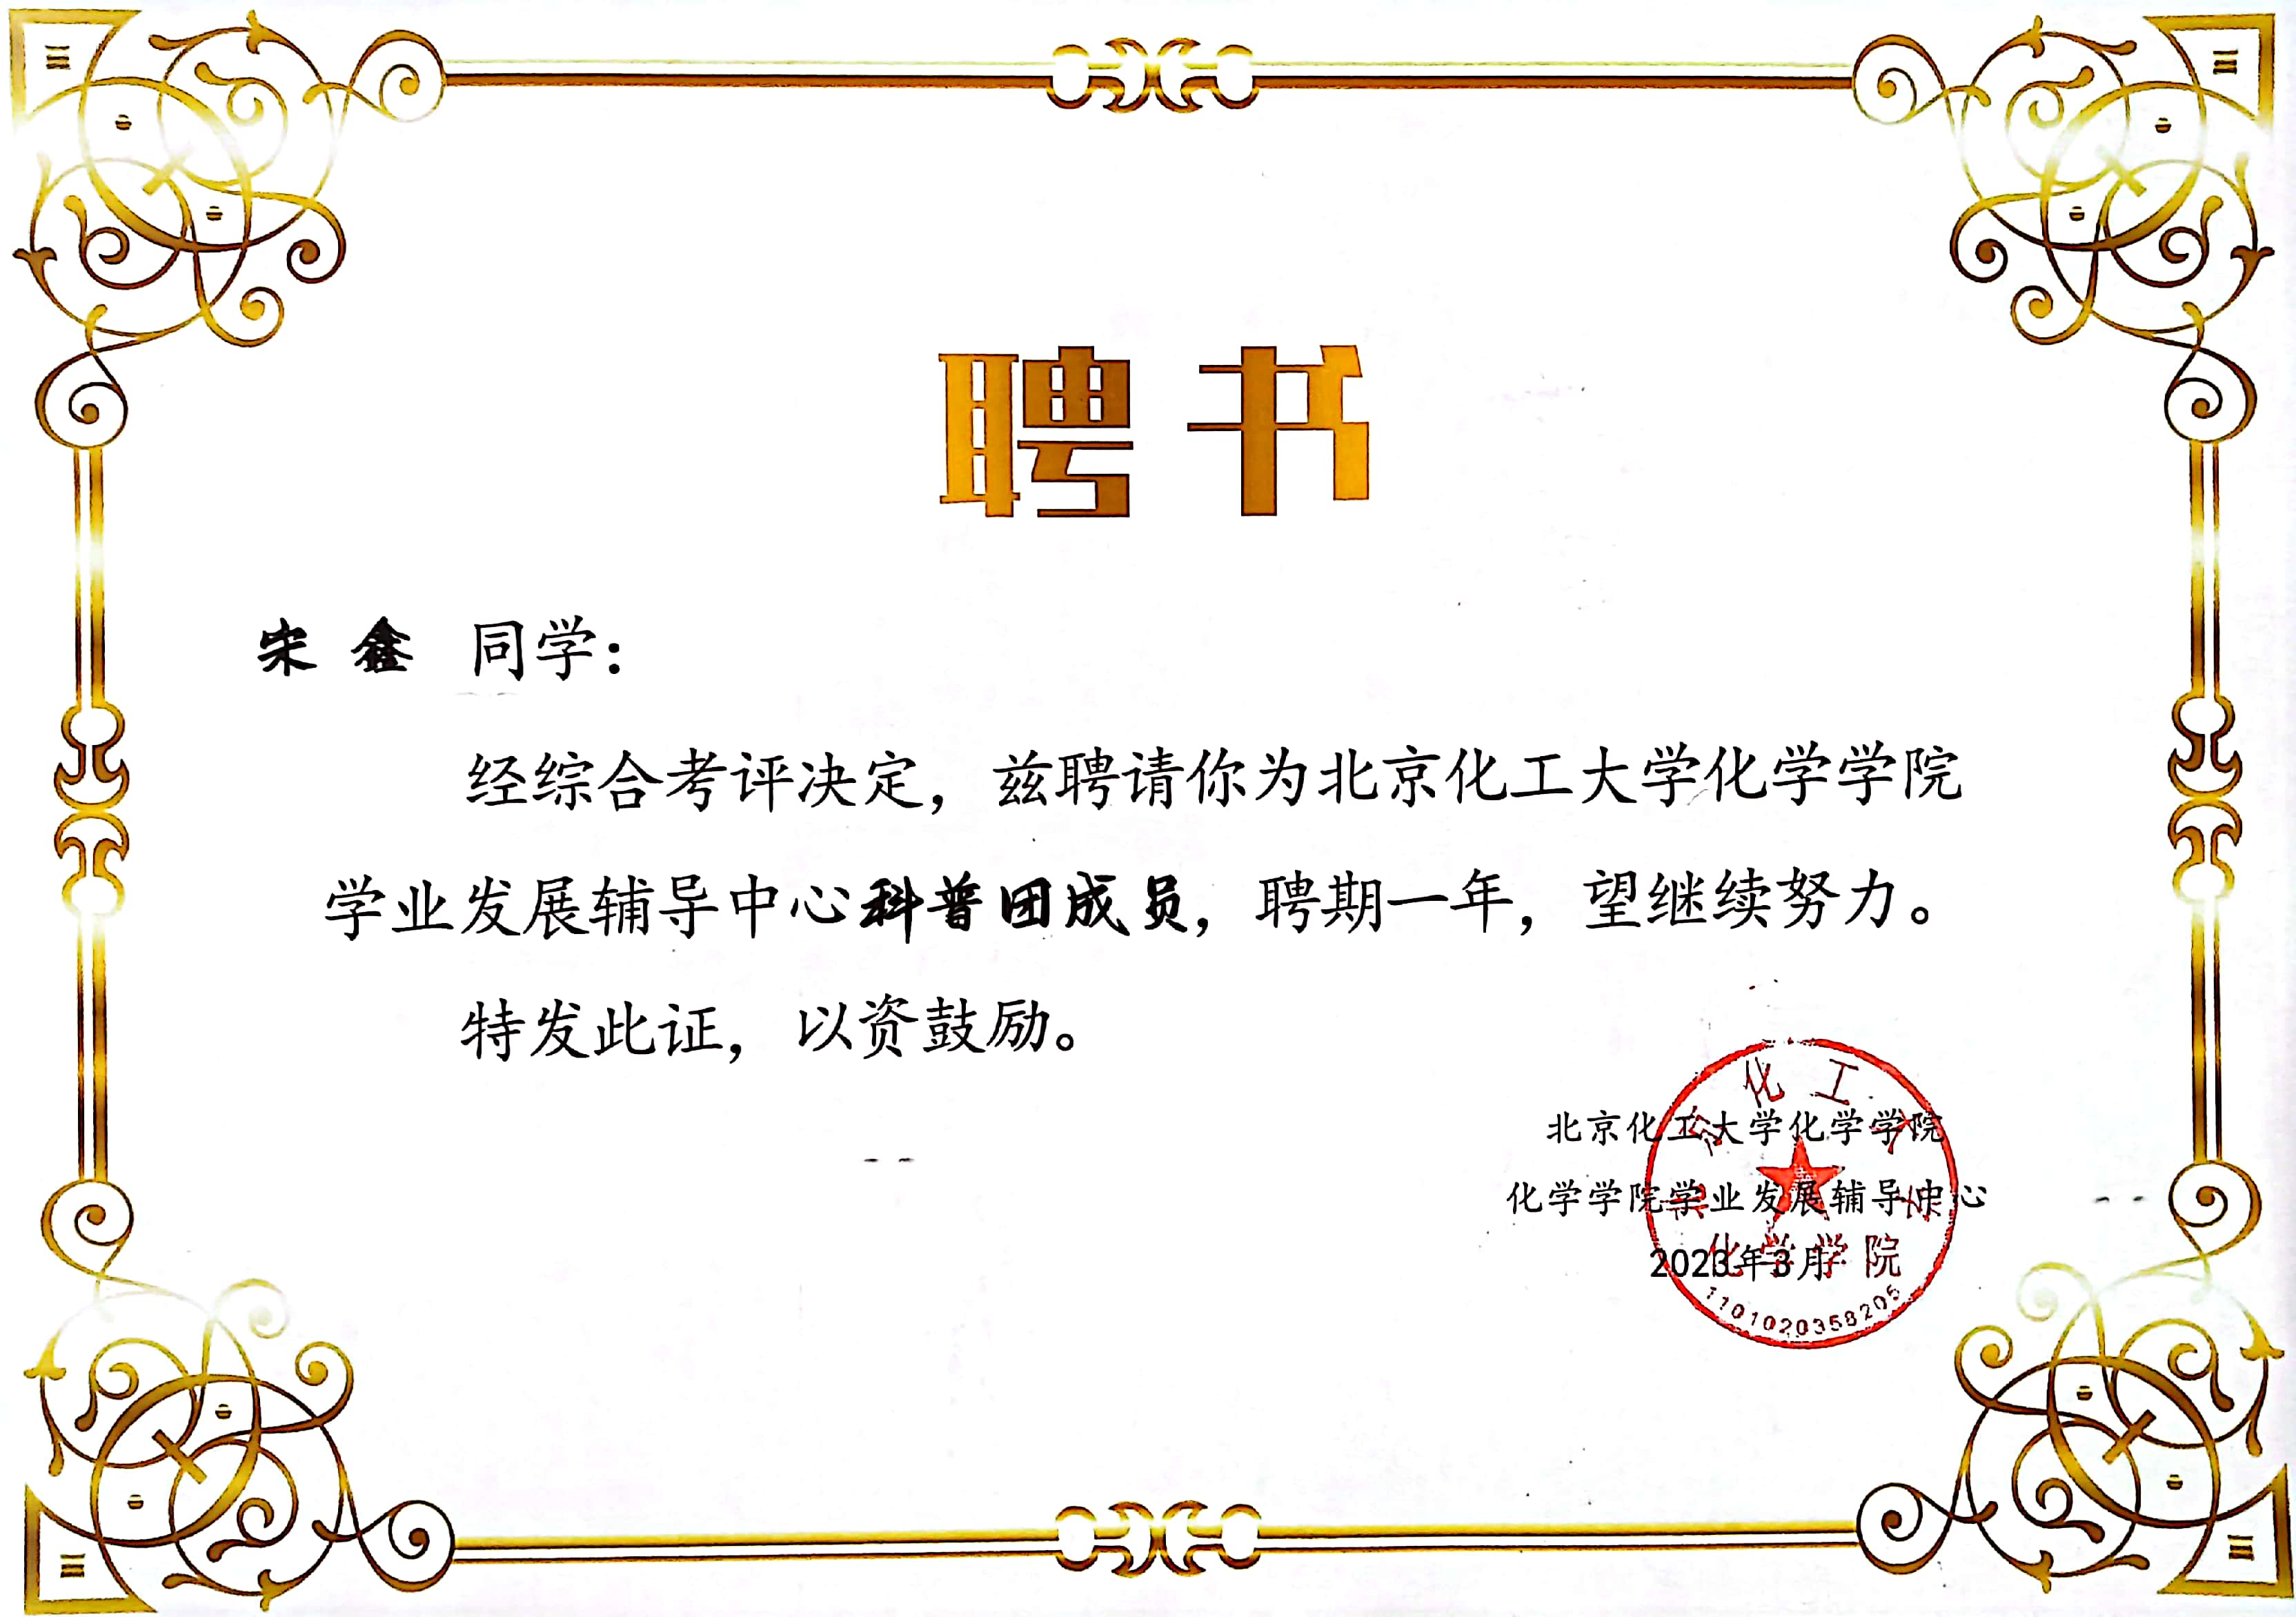 聘书
宋鑫 同学：
经综合考评决定，兹聘请你为北京化工大学化学学院
学业发展辅导中心科普团成员，聘期一年，望继续努力。
特发此证，以资鼓励。
北京化工大学化学学院
化学学院学业发展辅导中心
2023年3月
北京化工大学
化学学院
1101020358205